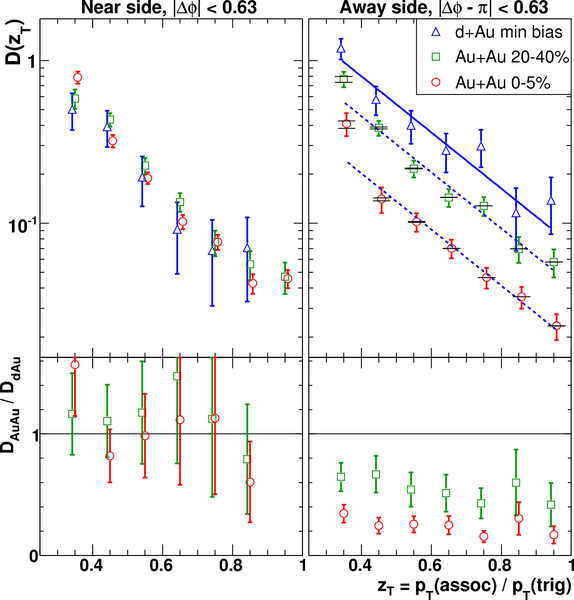 Near side, |Δϕ| < 0.63
Away side, |Δϕ - π| < 0.63
D(z_T)
1
10^-1
d+Au min bias
Au+Au 20-40%
Au+Au 0-5%
D_AuAu / D_dAu
1
0
0.4 0.6 0.8 1
0.4 0.6 0.8 1
z_T = p_T(assoc) / p_T(trig)